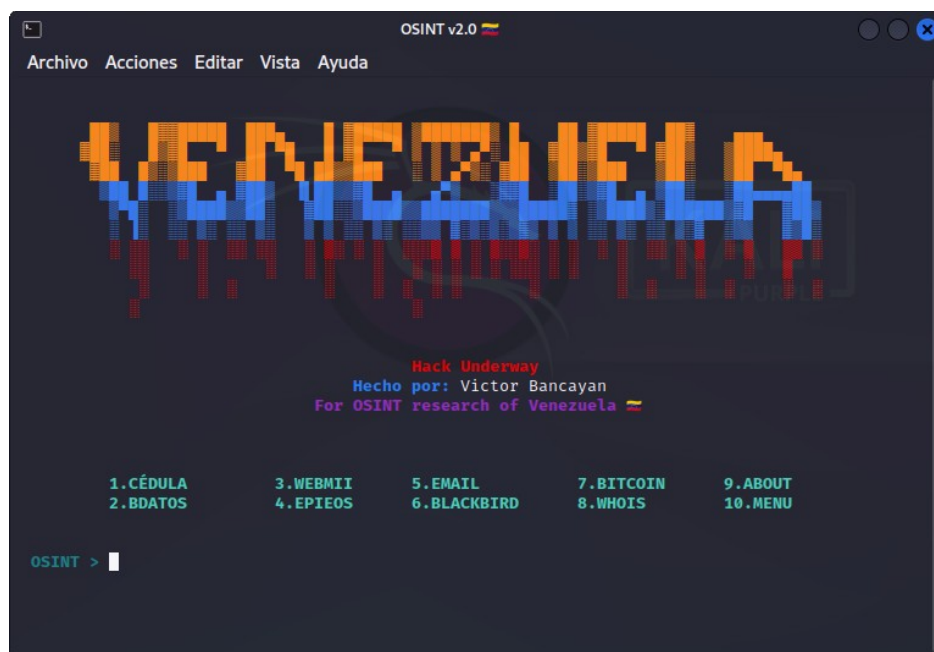 OSINT v2.0
Archivo Acciones Editar Vista Ayuda
VENEZUELA
KALI
PURPLE
Hack Underway
Hecho por: Victor Bancayan
For OSINT research of Venezuela
1.CÉDULA 3.WEBMII 5.EMAIL 7.BITCOIN 9.ABOUT
2.BDATOS 4.EPIEOS 6.BLACKBIRD 8.WHOIS 10.MENU
OSINT >